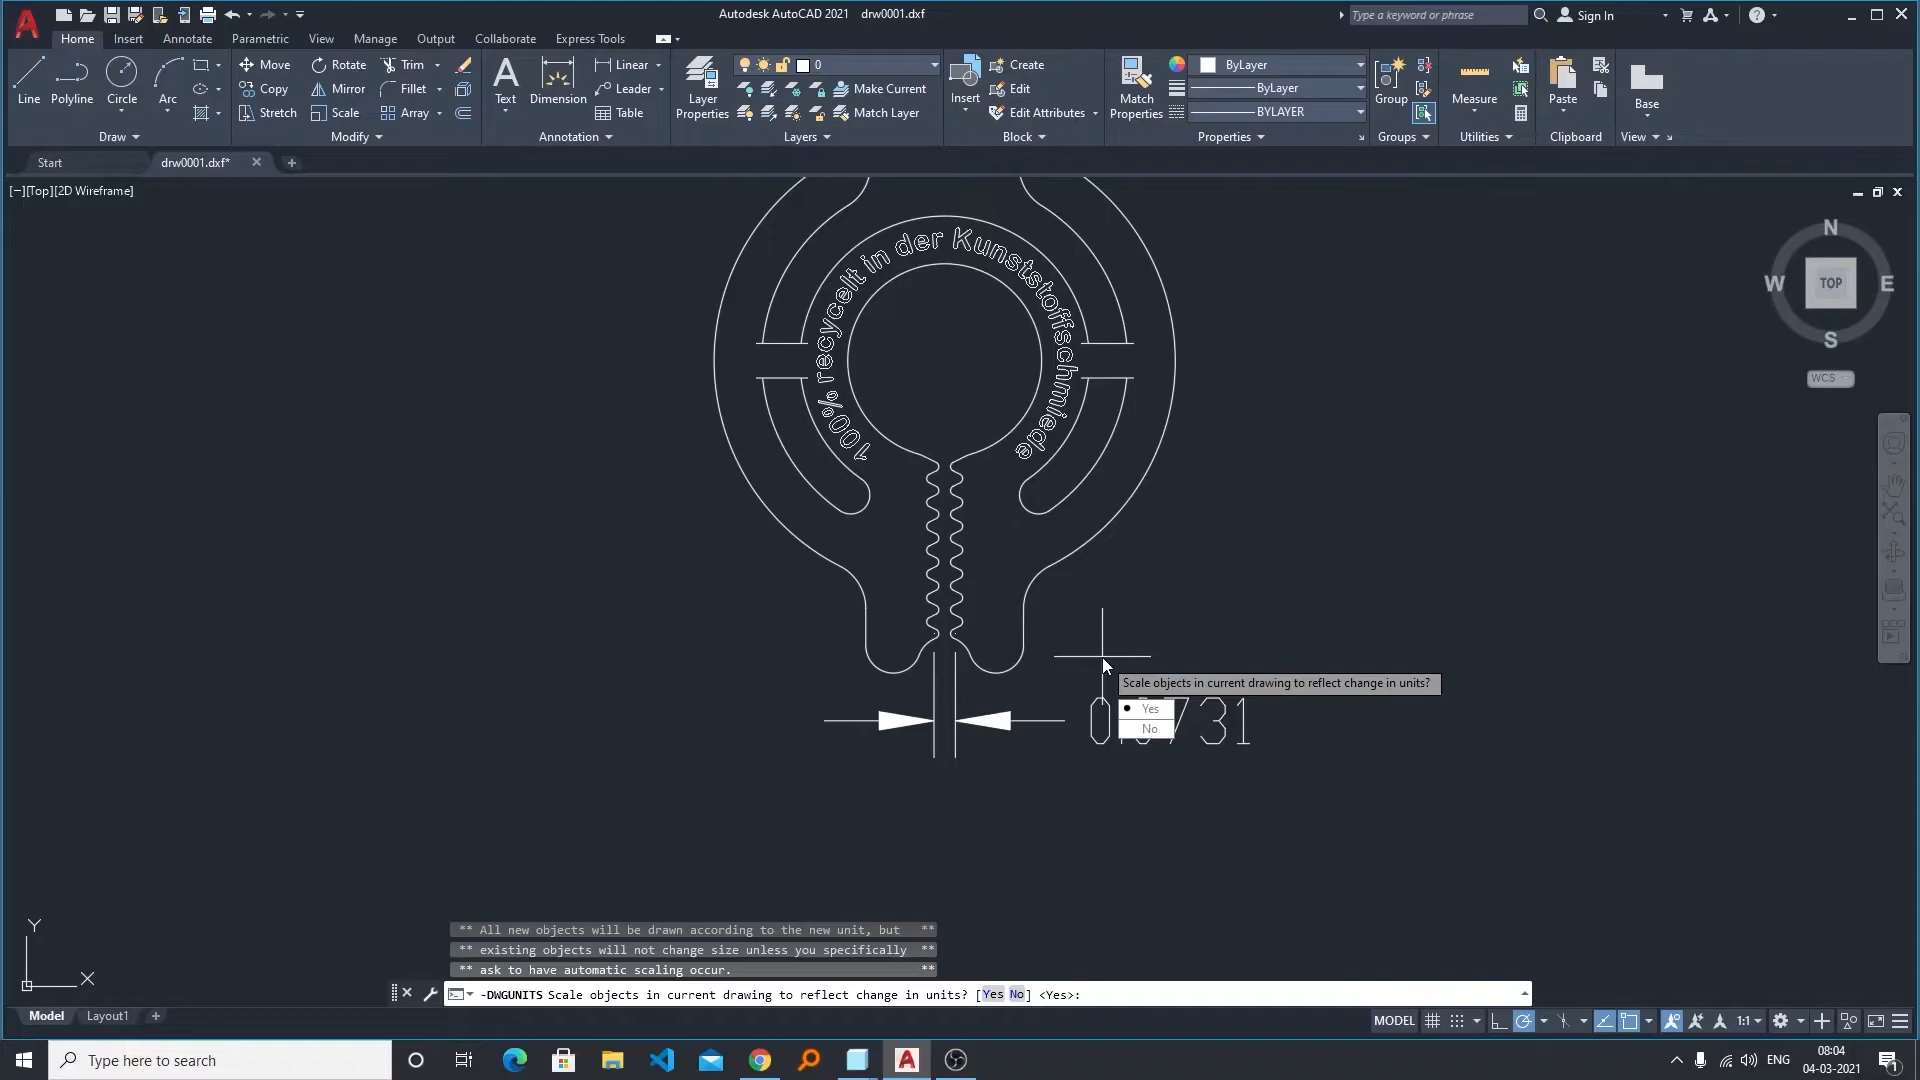 Autodesk AutoCAD 2021 drw0001.dxf
Type a keyword or phrase
Sign In
Home Insert Annotate Parametric View Manage Output Collaborate Express Tools
Line
Polyline
Circle
Arc
Draw
Move
Rotate
Trim
Copy
Mirror
Fillet
Stretch
Scale
Array
Modify
Text
Dimension
Linear
Leader
Table
Annotation
Layer
Properties
0
Make Current
Match Layer
Layers
Insert
Create
Edit
Edit Attributes
Block
Match
Properties
ByLayer
ByLayer
BYLAYER
Properties
Group
Groups
Measure
Utilities
Paste
Clipboard
Base
View
Start
drw0001.dxf*
[−][Top][2D Wireframe]
N
W
TOP
E
S
WCS
100% recycelt in der Kunststoffschmiede
Scale objects in current drawing to reflect change in units?
Yes
No
Y
X
** All new objects will be drawn according to the new unit, but **
** existing objects will not change size unless you specifically **
** ask to have automatic scaling occur. **
-DWGUNITS Scale objects in current drawing to reflect change in units? [Yes No] <Yes>:
Model
Layout1
MODEL
1:1
Type here to search
ENG
08:04
04-03-2021
1